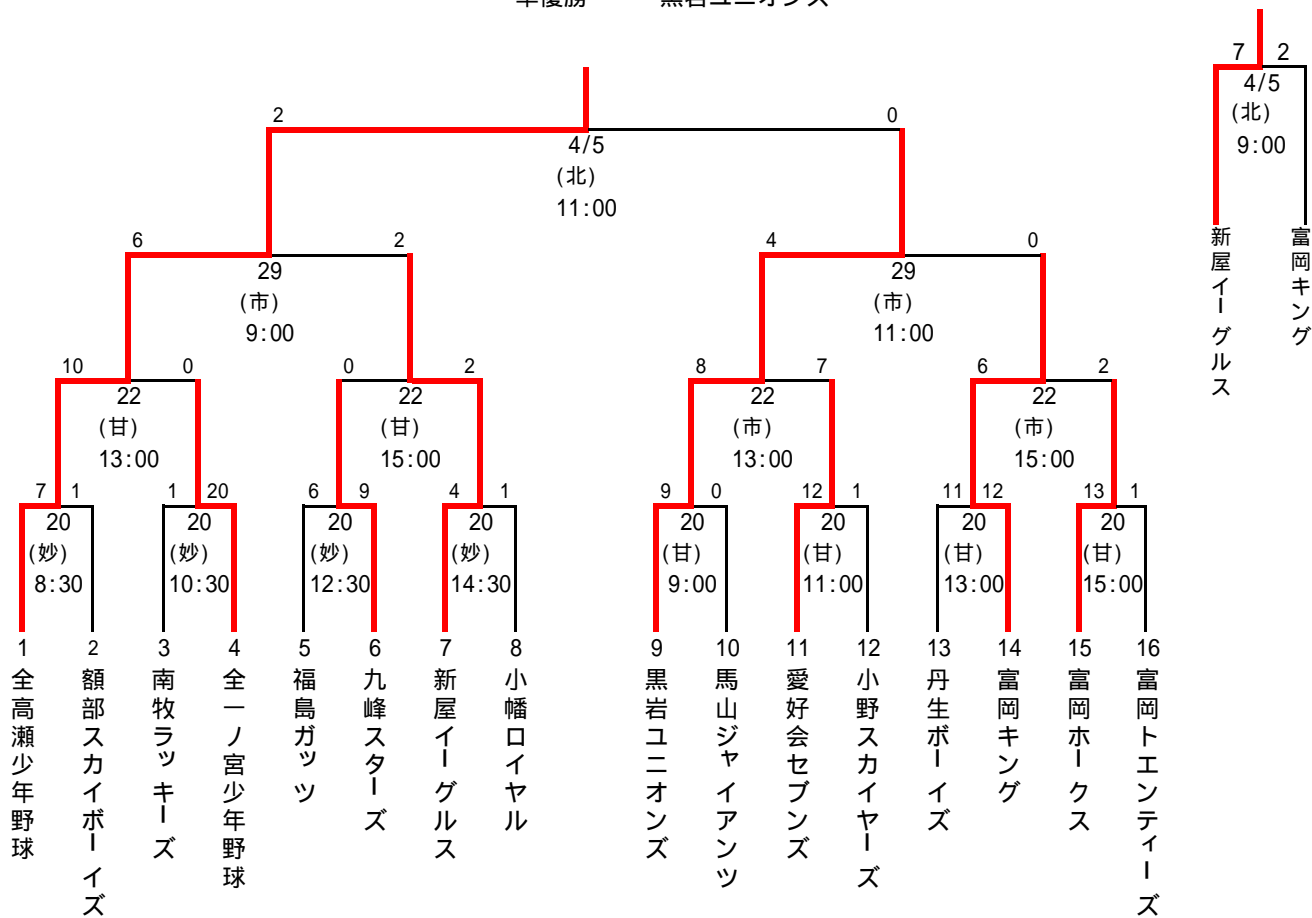 準優勝 黒岩ユニオンズ
7 2
4/5
(北)
9:00
新屋イーグルス
富岡キング
2 0
4/5
(北)
11:00
6 2 4 0
29 29
(市) (市)
9:00 11:00
10 0 0 2 8 7 6 2
22 22 22 22
(甘) (甘) (市) (市)
13:00 15:00 13:00 15:00
7 1 1 20 6 9 4 1 9 0 12 1 11 12 13 1
20 20 20 20 20 20 20 20
(妙) (妙) (妙) (妙) (甘) (甘) (甘) (甘)
8:30 10:30 12:30 14:30 9:00 11:00 13:00 15:00
1 2 3 4 5 6 7 8 9 10 11 12 13 14 15 16
全高瀬少年野球
額部スカイボーイズ
南牧ラッキーズ
全一ノ宮少年野球
福島ガッツ
九峰スターズ
新屋イーグルス
小幡ロイヤル
黒岩ユニオンズ
馬山ジャイアンツ
愛好会セブンズ
小野スカイヤーズ
丹生ボーイズ
富岡キング
富岡ホークス
富岡トエンティーズ